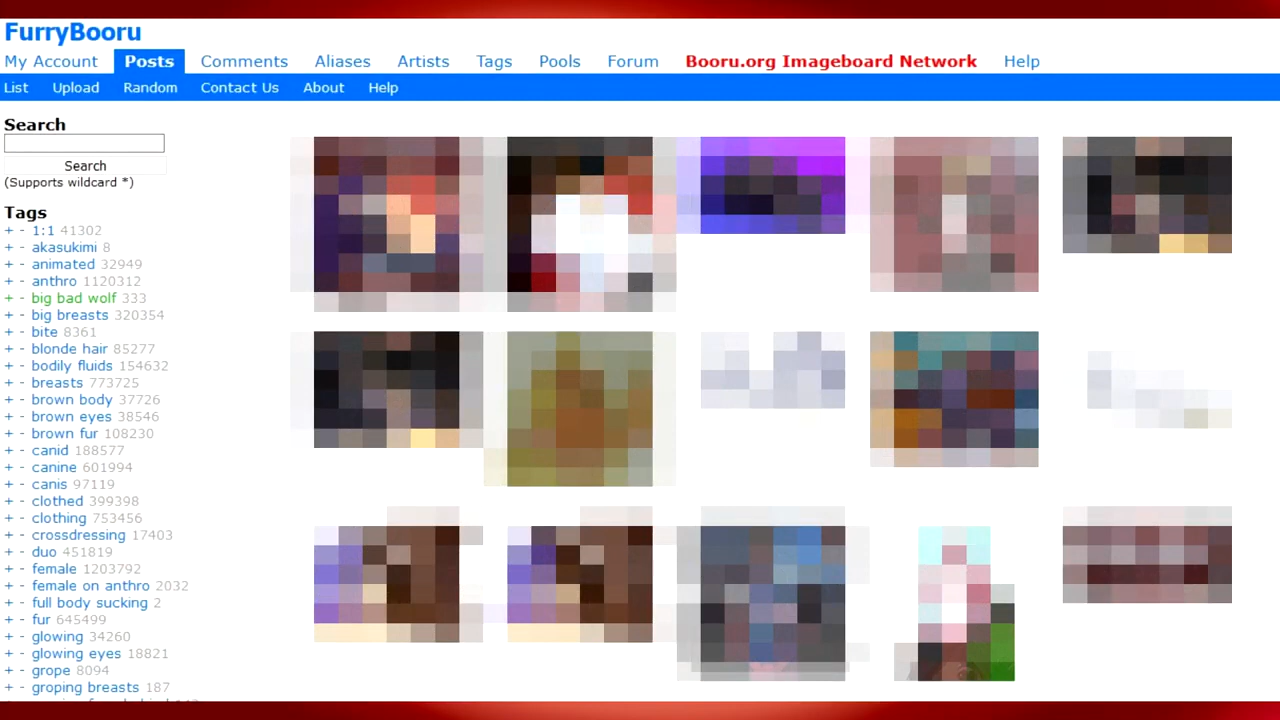 FurryBooru
My Account Posts Comments Aliases Artists Tags Pools Forum Booru.org Imageboard Network Help
List Upload Random Contact Us About Help
Search
Search
(Supports wildcard *)
Tags
+ - 1:1 41302
+ - akasukimi 8
+ - animated 32949
+ - anthro 1120312
+ - big bad wolf 333
+ - big breasts 320354
+ - bite 8361
+ - blonde hair 85277
+ - bodily fluids 154632
+ - breasts 773725
+ - brown body 37726
+ - brown eyes 38546
+ - brown fur 108230
+ - canid 188577
+ - canine 601994
+ - canis 97119
+ - clothed 399398
+ - clothing 753456
+ - crossdressing 17403
+ - duo 451819
+ - female 1203792
+ - female on anthro 2032
+ - full body sucking 2
+ - fur 645499
+ - glowing 34260
+ - glowing eyes 18821
+ - grope 8094
+ - groping breasts 187